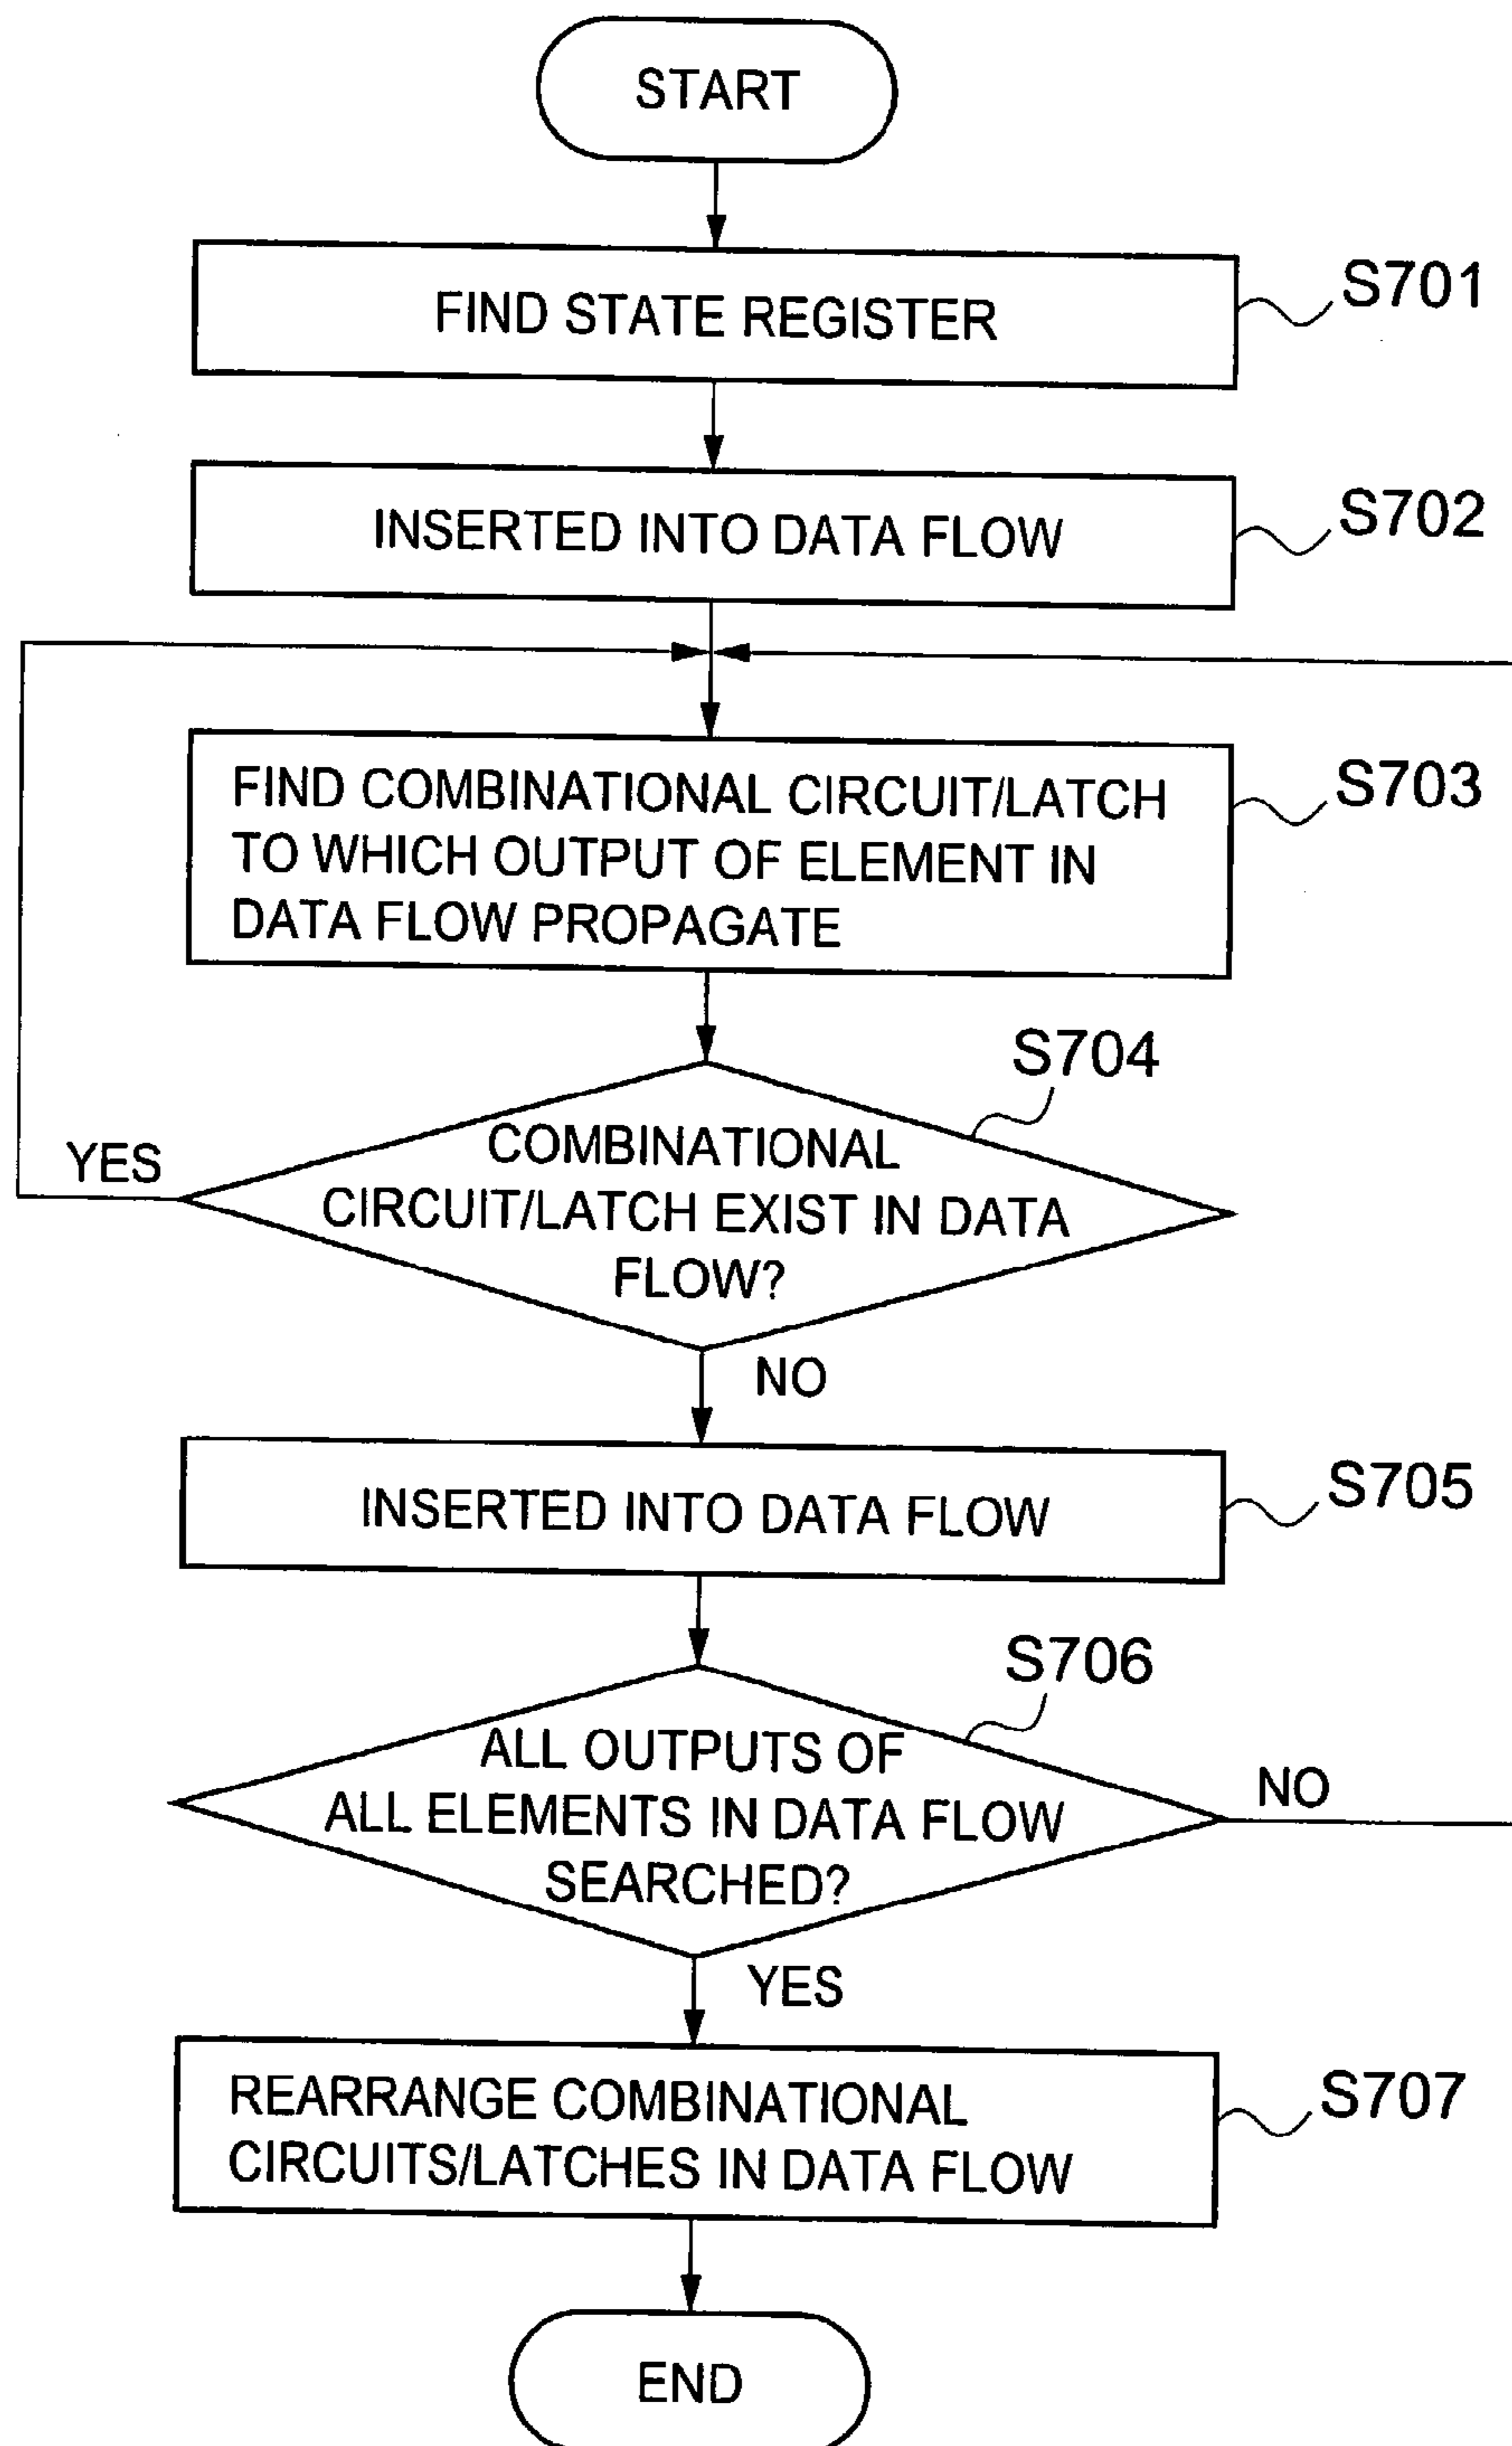 START
FIND STATE REGISTER
S701
INSERTED INTO DATA FLOW
S702
FIND COMBINATIONAL CIRCUIT/LATCH
TO WHICH OUTPUT OF ELEMENT IN
DATA FLOW PROPAGATE
S703
S704
COMBINATIONAL
CIRCUIT/LATCH EXIST IN DATA
FLOW?
YES
NO
INSERTED INTO DATA FLOW
S705
S706
ALL OUTPUTS OF
ALL ELEMENTS IN DATA FLOW
SEARCHED?
NO
YES
REARRANGE COMBINATIONAL
CIRCUITS/LATCHES IN DATA FLOW
S707
END